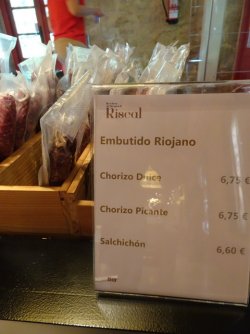 Riscal
Embutido Riojano
Chorizo Dulce 6,75 €
Chorizo Picante 6,75 €
Salchichón 6,60 €